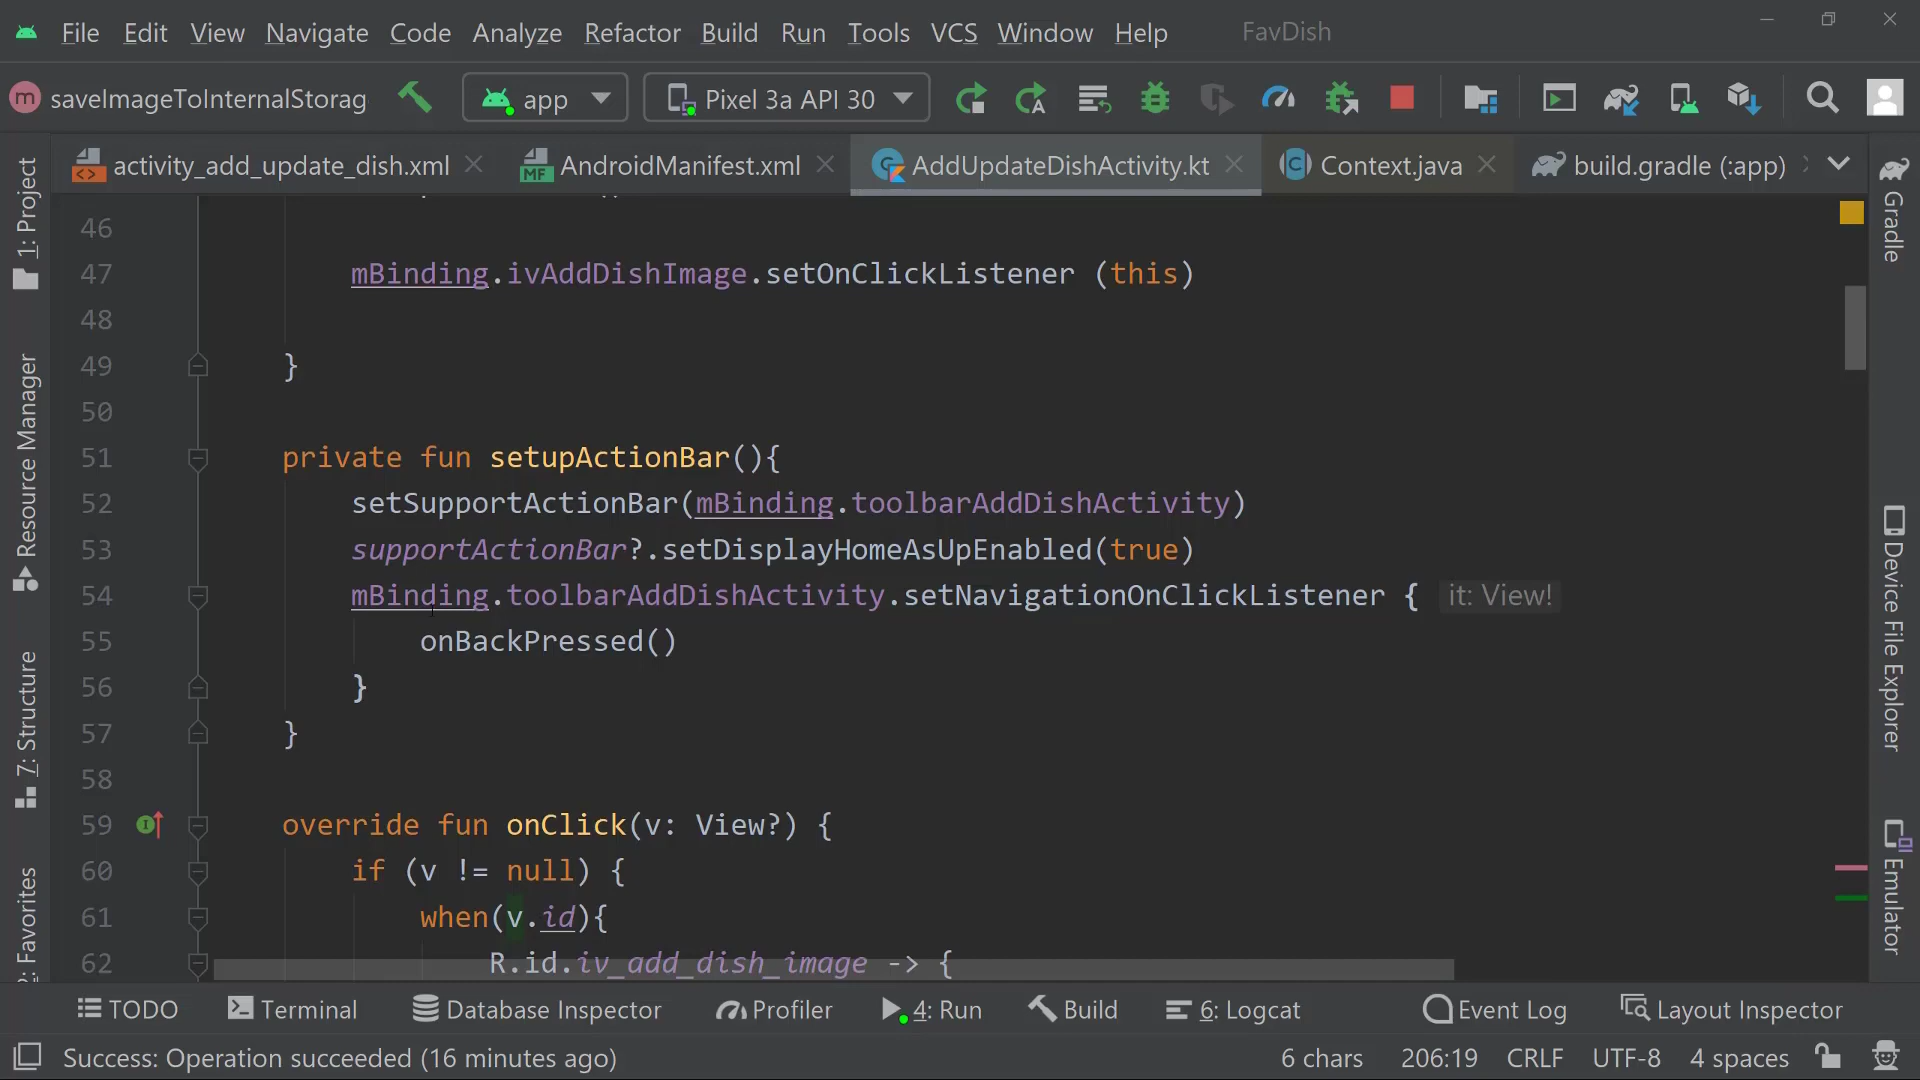 File Edit View Navigate Code Analyze Refactor Build Run Tools VCS Window Help FavDish
saveImageToInternalStorag app Pixel 3a API 30
activity_add_update_dish.xml AndroidManifest.xml AddUpdateDishActivity.kt Context.java build.gradle (:app)
1: Project
Resource Manager
7: Structure
2: Favorites
46
47 mBinding.ivAddDishImage.setOnClickListener (this)
48
49 }
50
51 private fun setupActionBar(){
52 setSupportActionBar(mBinding.toolbarAddDishActivity)
53 supportActionBar?.setDisplayHomeAsUpEnabled(true)
54 mBinding.toolbarAddDishActivity.setNavigationOnClickListener { it: View!
55 onBackPressed()
56 }
57 }
58
59 override fun onClick(v: View?) {
60 if (v != null) {
61 when(v.id){
62 R.id.iv_add_dish_image -> {
Gradle
Device File Explorer
Emulator
TODO Terminal Database Inspector Profiler 4: Run Build 6: Logcat Event Log Layout Inspector
Success: Operation succeeded (16 minutes ago) 6 chars 206:19 CRLF UTF-8 4 spaces